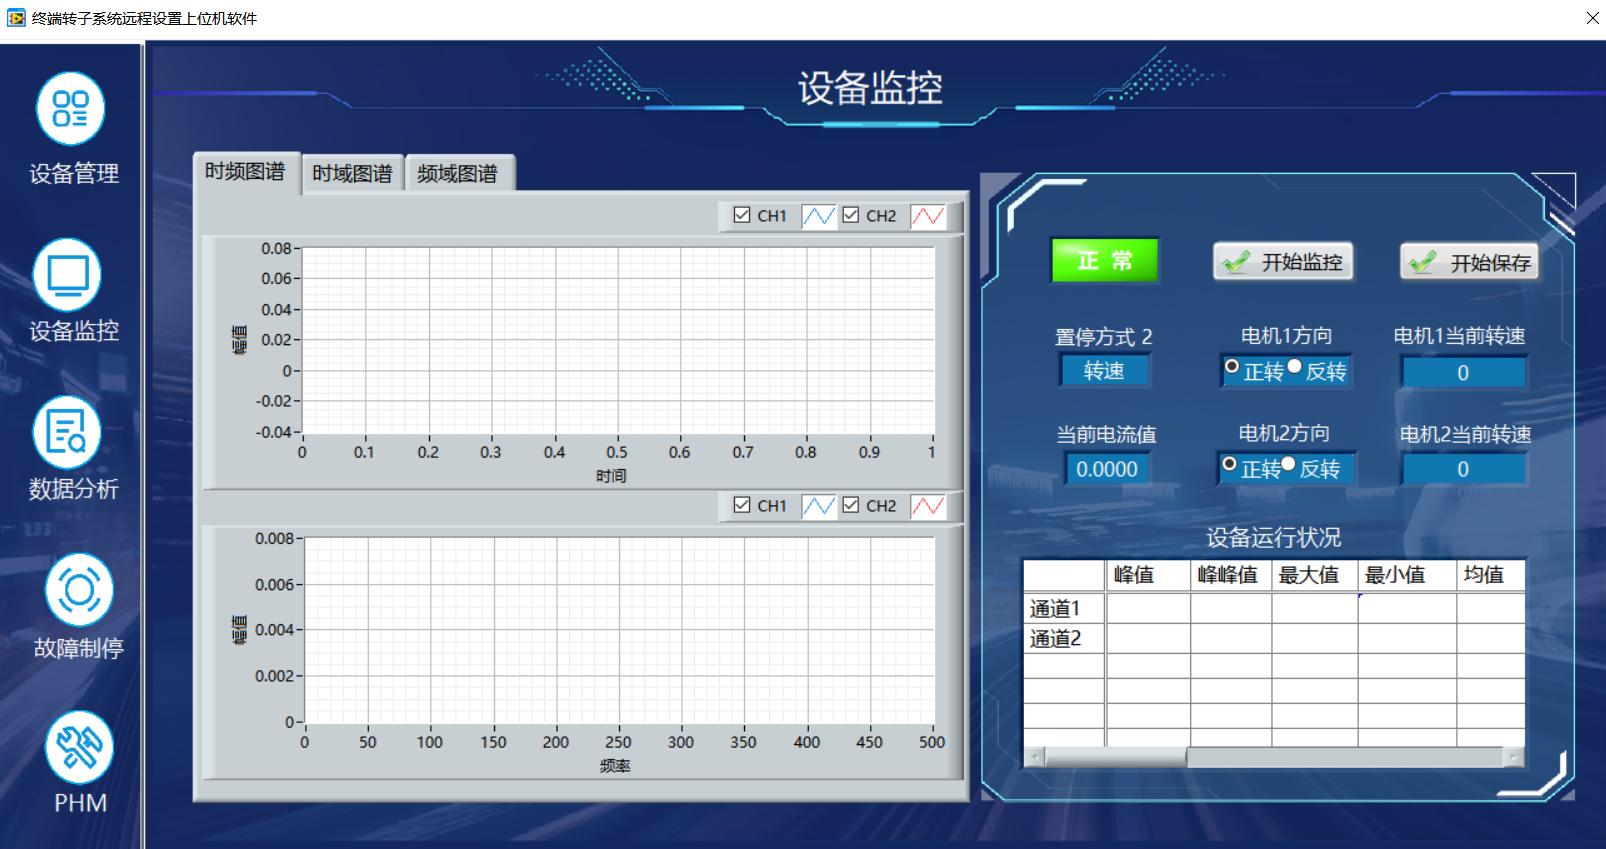 终端转子系统远程设置上位机软件
设备监控
设备管理
设备监控
数据分析
故障制停
PHM
时频图谱 时域图谱 频域图谱
CH1 CH2
0.08
0.06
0.04
0.02
0
-0.02
-0.04
幅值
0 0.1 0.2 0.3 0.4 0.5 0.6 0.7 0.8 0.9 1
时间
CH1 CH2
0.008
0.006
0.004
0.002
0
幅值
0 50 100 150 200 250 300 350 400 450 500
频率
正 常 开始监控 开始保存
置停方式 2 电机1方向 电机1当前转速
转速 正转 反转 0
当前电流值 电机2方向 电机2当前转速
0.0000 正转 反转 0
设备运行状况
峰值 峰峰值 最大值 最小值 均值
通道1
通道2